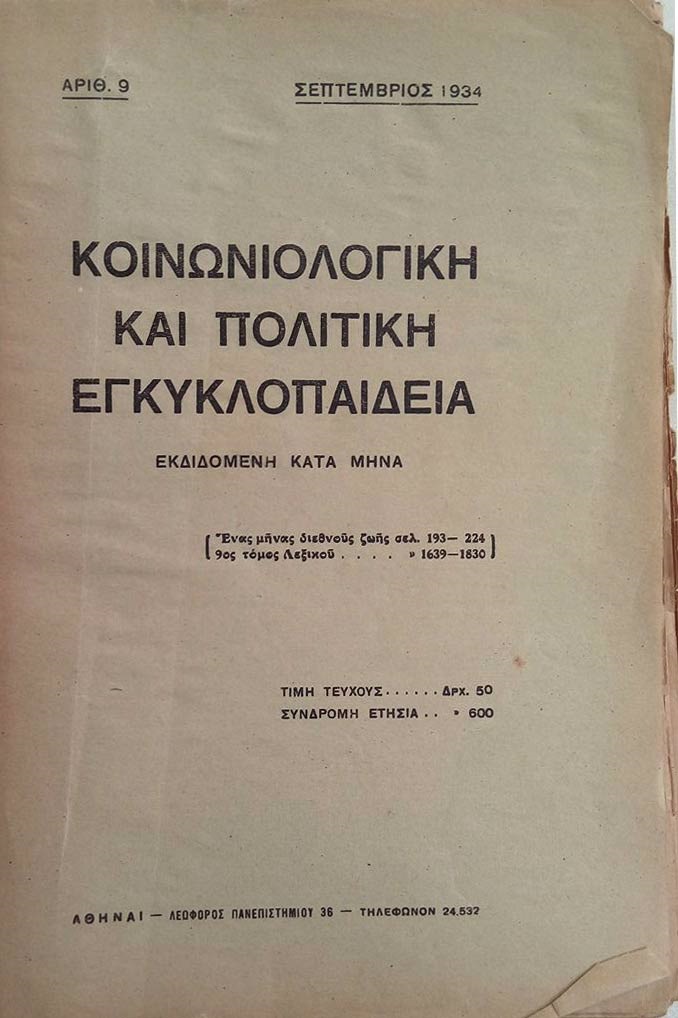 ΑΡΙΘ. 9 ΣΕΠΤΕΜΒΡΙΟΣ 1934
ΚΟΙΝΩΝΙΟΛΟΓΙΚΗ
ΚΑΙ ΠΟΛΙΤΙΚΗ
ΕΓΚΥΚΛΟΠΑΙΔΕΙΑ
ΕΚΔΙΔΟΜΕΝΗ ΚΑΤΑ ΜΗΝΑ
Ἕνας μῆνας διεθνοῦς ζωῆς σελ. 193— 224
9ος τόμος Λεξικοῦ . . . . » 1639—1830
ΤΙΜΗ ΤΕΥΧΟΥΣ...... ΔΡΧ. 50
ΣΥΝΔΡΟΜΗ ΕΤΗΣΙΑ .. » 600
ΑΘΗΝΑΙ — ΛΕΩΦΟΡΟΣ ΠΑΝΕΠΙΣΤΗΜΙΟΥ 36 — ΤΗΛΕΦΩΝΟΝ 24.532